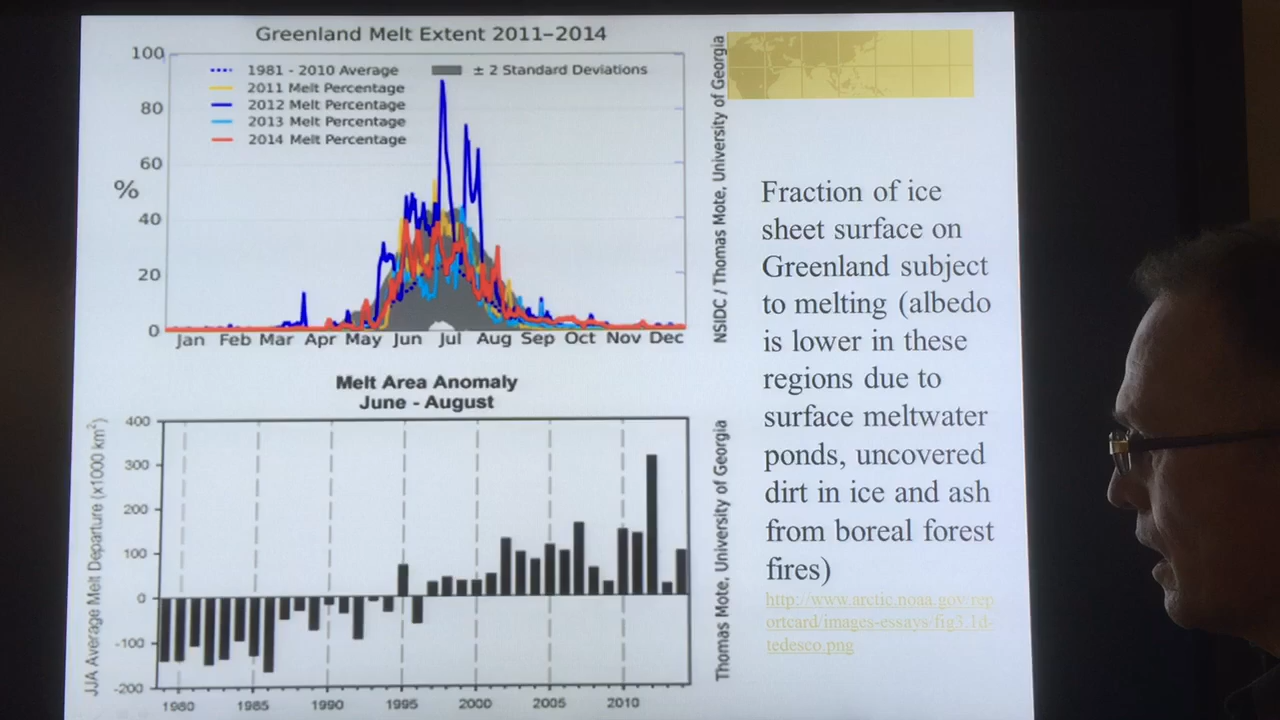 Greenland Melt Extent 2011–2014
100
80
60
%
40
20
0
1981 - 2010 Average
± 2 Standard Deviations
2011 Melt Percentage
2012 Melt Percentage
2013 Melt Percentage
2014 Melt Percentage
Jan Feb Mar Apr May Jun Jul Aug Sep Oct Nov Dec
NSIDC / Thomas Mote, University of Georgia
Melt Area Anomaly
June - August
JJA Average Melt Departure (x1000 km²)
400
300
200
100
0
-100
-200
1980 1985 1990 1995 2000 2005 2010
Thomas Mote, University of Georgia
Fraction of ice
sheet surface on
Greenland subject
to melting (albedo
is lower in these
regions due to
surface meltwater
ponds, uncovered
dirt in ice and ash
from boreal forest
fires)
http://www.arctic.noaa.gov/rep
ortcard/images-essays/fig3.1d-
tedesco.png